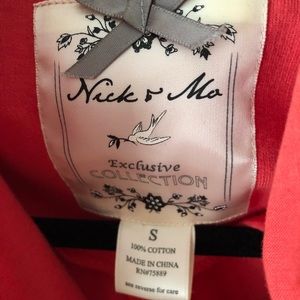 Nick & Mo
Exclusive
COLLECTION
S
100% COTTON
MADE IN CHINA
RN#75889
see reverse for care